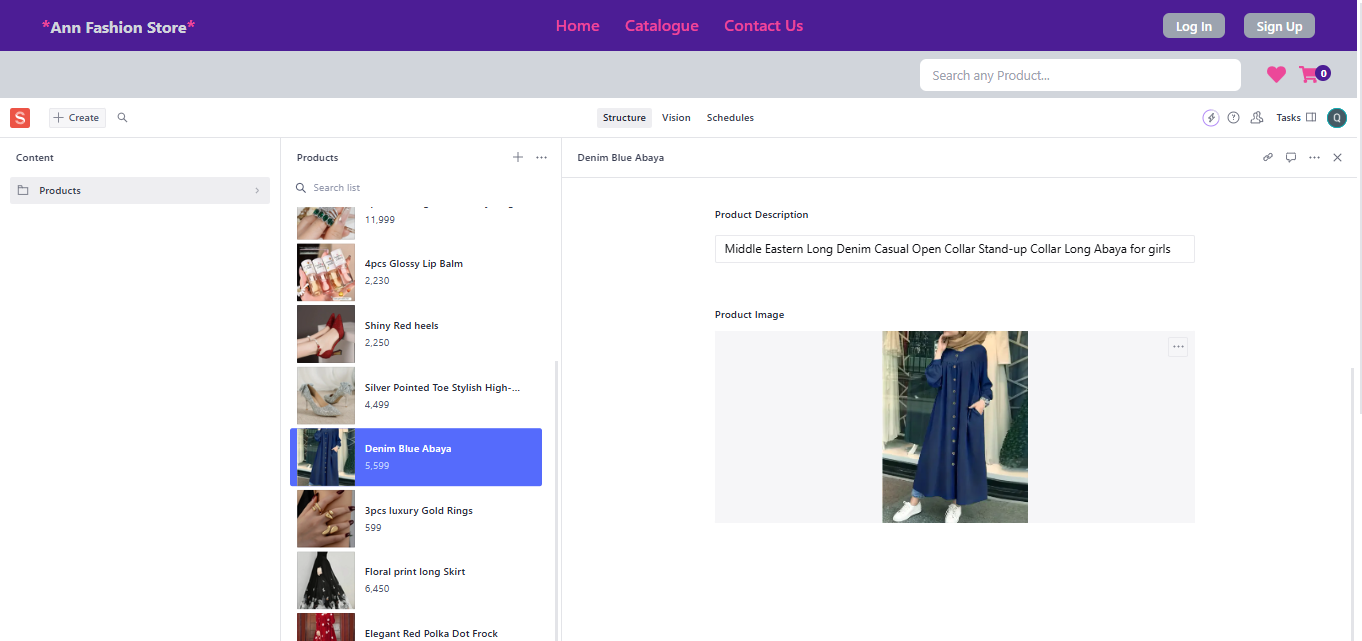 *Ann Fashion Store*
Home Catalogue Contact Us
Log In Sign Up
Search any Product...
0
S
Create
Structure Vision Schedules
Tasks
Q
Content
Products
Products
Search list
11,999
4pcs Glossy Lip Balm
2,230
Shiny Red heels
2,250
Silver Pointed Toe Stylish High-...
4,499
Denim Blue Abaya
5,599
3pcs luxury Gold Rings
599
Floral print long Skirt
6,450
Elegant Red Polka Dot Frock
Denim Blue Abaya
Product Description
Middle Eastern Long Denim Casual Open Collar Stand-up Collar Long Abaya for girls
Product Image